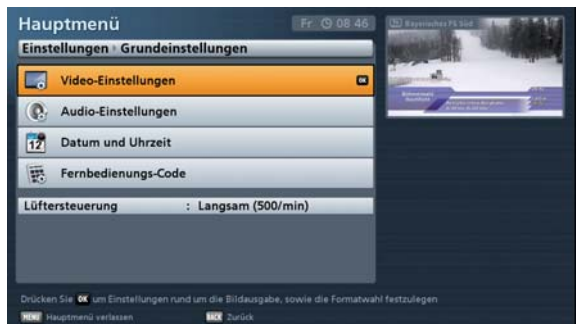 Hauptmenü
Fr 08 46
Bayerisches FS Süd
Einstellungen Grundeinstellungen
Video-Einstellungen OK
Audio-Einstellungen
12 Datum und Uhrzeit
Fernbedienungs-Code
Lüftersteuerung : Langsam (500/min)
Drücken Sie OK um Einstellungen rund um die Bildausgabe, sowie die Formatwahl festzulegen
MENU Hauptmenü verlassen BACK Zurück